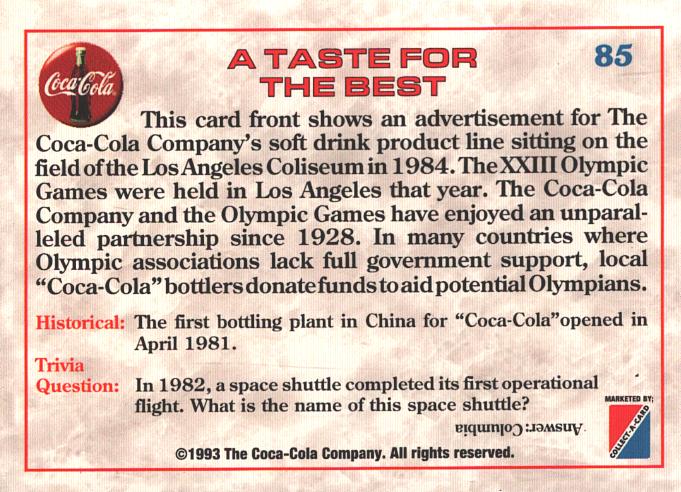 Coca-Cola
A TASTE FOR
THE BEST
85
This card front shows an advertisement for The
Coca-Cola Company's soft drink product line sitting on the
field of the Los Angeles Coliseum in 1984. The XXIII Olympic
Games were held in Los Angeles that year. The Coca-Cola
Company and the Olympic Games have enjoyed an unparal-
leled partnership since 1928. In many countries where
Olympic associations lack full government support, local
“Coca-Cola” bottlers donate funds to aid potential Olympians.
Historical: The first bottling plant in China for “Coca-Cola”opened in
April 1981.
Trivia
Question: In 1982, a space shuttle completed its first operational
flight. What is the name of this space shuttle?
Answer: Columbia
MARKETED BY;
COLLECT-A-CARD
©1993 The Coca-Cola Company. All rights reserved.